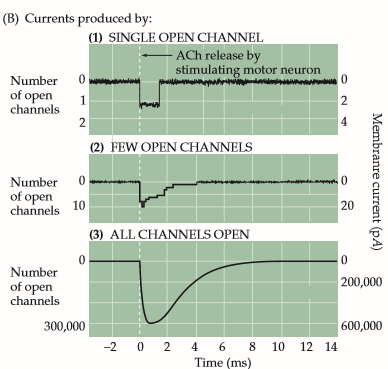 (B) Currents produced by:
(1) SINGLE OPEN CHANNEL
ACh release by
stimulating motor neuron
Number
of open
channels
0
1
2
0
2
4
(2) FEW OPEN CHANNELS
Number
of open
channels
0
10
0
20
(3) ALL CHANNELS OPEN
Number
of open
channels
0
300,000
0
200,000
600,000
Membranre current (pA)
−2 0 2 4 6 8 10 12 14
Time (ms)